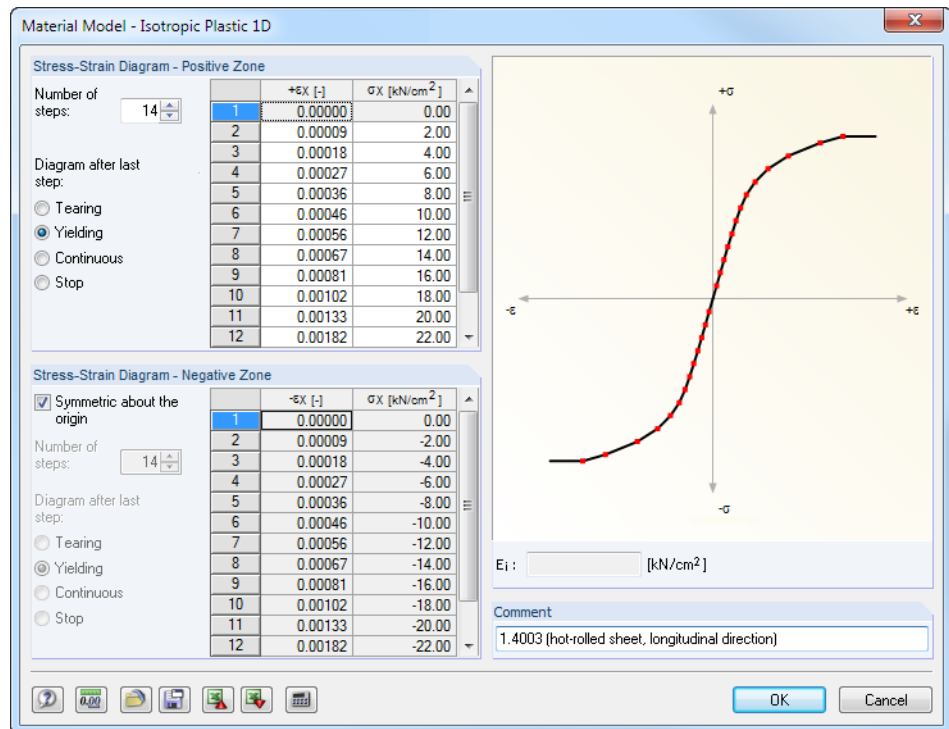 Material Model - Isotropic Plastic 1D
Stress-Strain Diagram - Positive Zone
Number of
steps: 14
Diagram after last
step:
Tearing
Yielding
Continuous
Stop
+εX [-] σX [kN/cm2]
1 0.00000 0.00
2 0.00009 2.00
3 0.00018 4.00
4 0.00027 6.00
5 0.00036 8.00
6 0.00046 10.00
7 0.00056 12.00
8 0.00067 14.00
9 0.00081 16.00
10 0.00102 18.00
11 0.00133 20.00
12 0.00182 22.00
Stress-Strain Diagram - Negative Zone
Symmetric about the
origin
Number of
steps: 14
Diagram after last
step:
Tearing
Yielding
Continuous
Stop
-εX [-] σX [kN/cm2]
1 0.00000 0.00
2 0.00009 -2.00
3 0.00018 -4.00
4 0.00027 -6.00
5 0.00036 -8.00
6 0.00046 -10.00
7 0.00056 -12.00
8 0.00067 -14.00
9 0.00081 -16.00
10 0.00102 -18.00
11 0.00133 -20.00
12 0.00182 -22.00
+σ
-ε +ε
-σ
Ei : [kN/cm2]
Comment
1.4003 (hot-rolled sheet, longitudinal direction)
0.00
OK Cancel